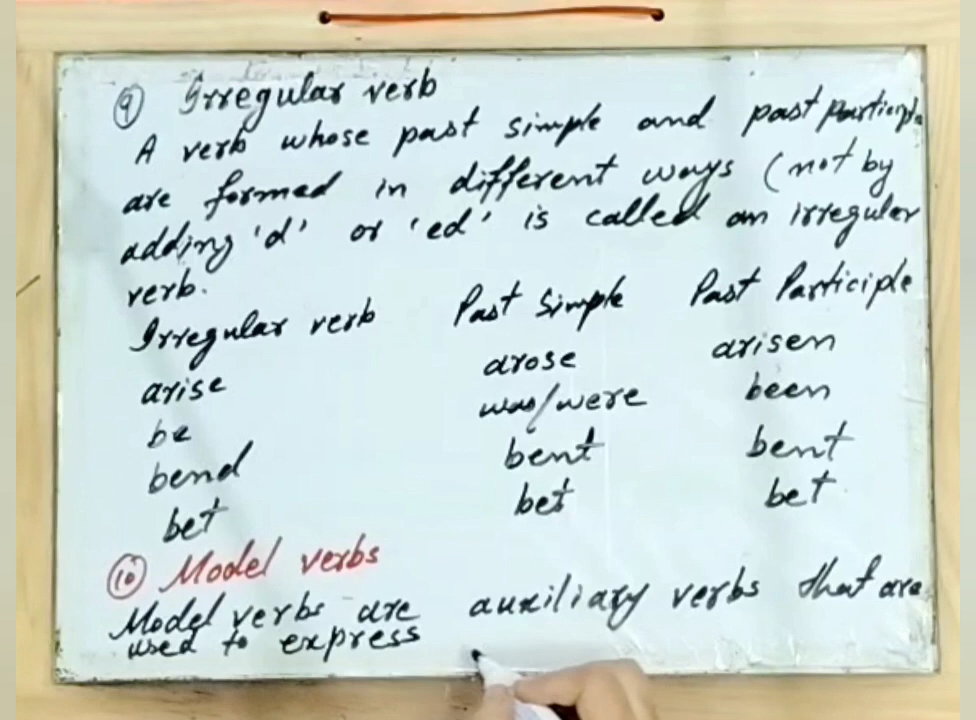 9 Irregular verb
A verb whose past simple and past participle
are formed in different ways (not by
adding 'd' or 'ed' is called an irregular
verb.
Irregular verb Past Simple Past Participle
arise arose arisen
be was/were been
bend bent bent
bet bet bet
10 Model verbs
Model verbs are auxiliary verbs that are
used to express